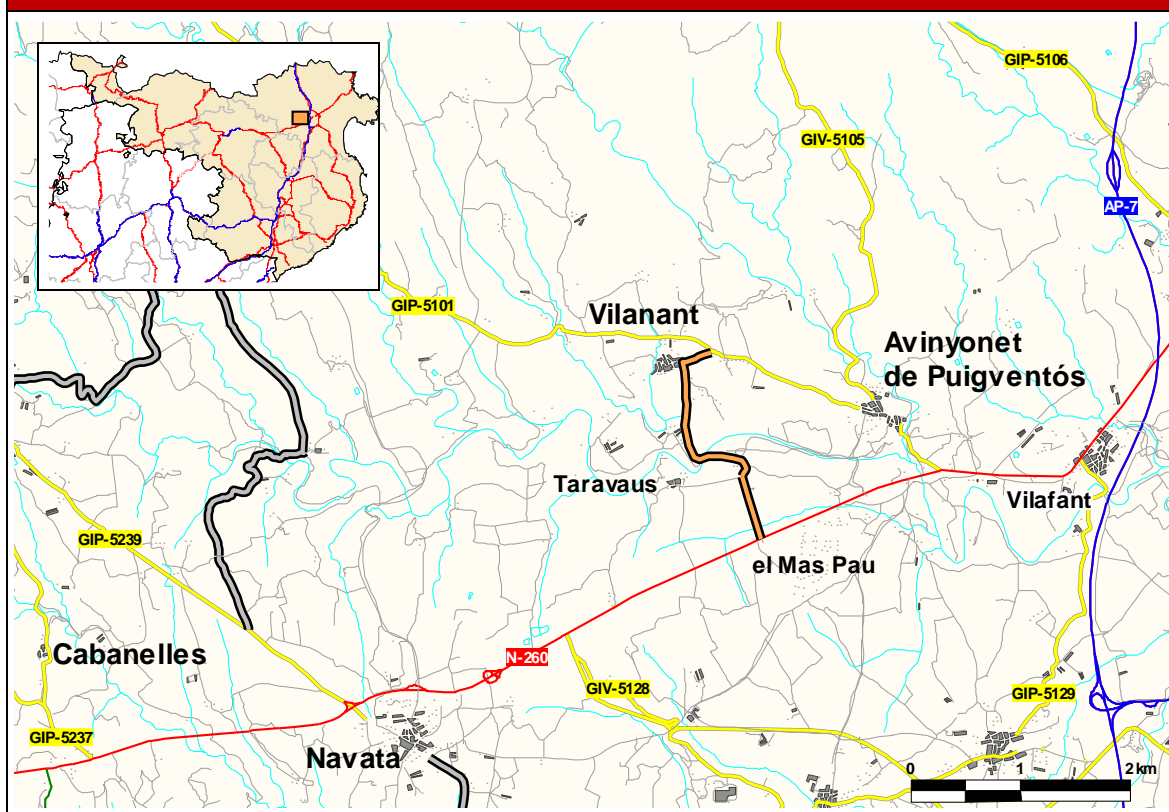 GIP-5106
GIV-5105
AP-7
GIP-5101
Vilanant
Avinyonet
de Puigventós
Taravaus
Vilafant
GIP-5239
el Mas Pau
Cabanelles
N-260
GIV-5128
GIP-5129
GIP-5237
Navata
0 1 2 km